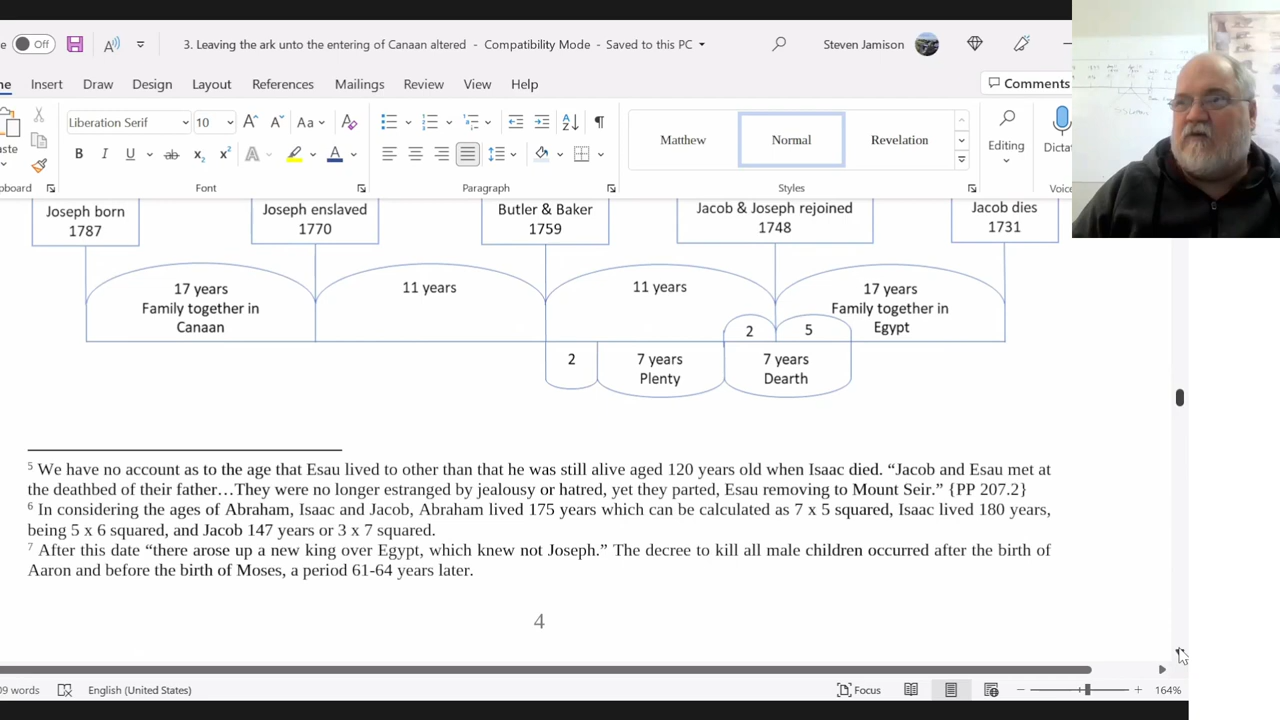 Off
3. Leaving the ark unto the entering of Canaan altered - Compatibility Mode - Saved to this PC
Steven Jamison
Insert Draw Design Layout References Mailings Review View Help
Comments
Liberation Serif 10
Aa
B I U ab x₂ x² A A
Matthew Normal Revelation
Editing
Font Paragraph Styles
Joseph born Joseph enslaved Butler & Baker Jacob & Joseph rejoined Jacob dies
1787 1770 1759 1748 1731
17 years 11 years 11 years 17 years
Family together in Family together in
Canaan Egypt
2 5
2 7 years 7 years
Plenty Dearth
5 We have no account as to the age that Esau lived to other than that he was still alive aged 120 years old when Isaac died. “Jacob and Esau met at
the deathbed of their father…They were no longer estranged by jealousy or hatred, yet they parted, Esau removing to Mount Seir.” {PP 207.2}
6 In considering the ages of Abraham, Isaac and Jacob, Abraham lived 175 years which can be calculated as 7 x 5 squared, Isaac lived 180 years,
being 5 x 6 squared, and Jacob 147 years or 3 x 7 squared.
7 After this date “there arose up a new king over Egypt, which knew not Joseph.” The decree to kill all male children occurred after the birth of
Aaron and before the birth of Moses, a period 61-64 years later.
4
words English (United States) Focus 164%